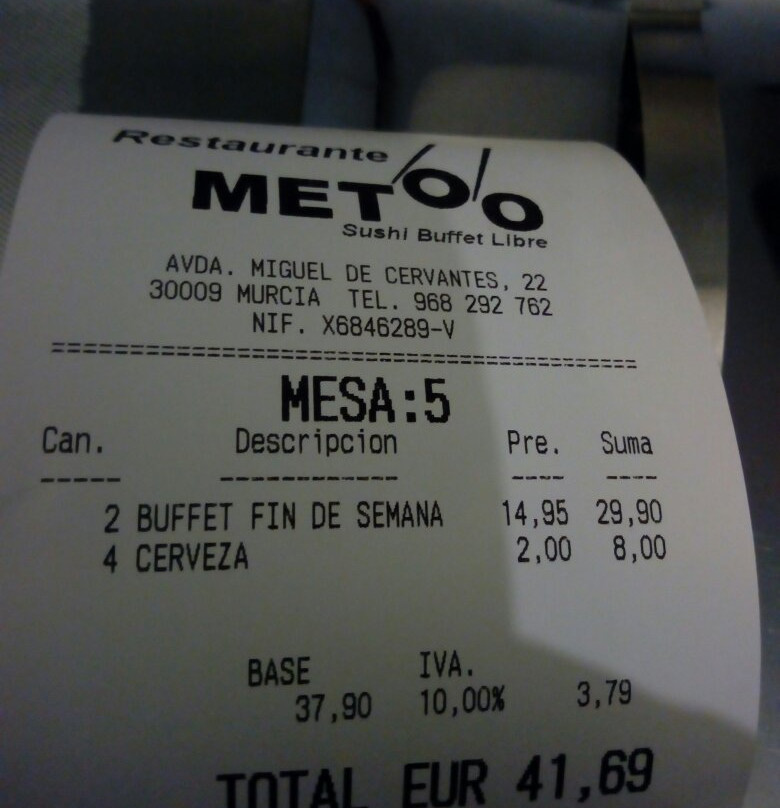 Restaurante
METOO
Sushi Buffet Libre
AVDA. MIGUEL DE CERVANTES, 22
30009 MURCIA TEL. 968 292 762
NIF. X6846289-V
================================================
MESA:5
Can. Descripcion Pre. Suma
----- ---------------- ---- ----
2 BUFFET FIN DE SEMANA 14,95 29,90
4 CERVEZA 2,00 8,00
BASE IVA.
37,90 10,00% 3,79
TOTAL EUR 41,69